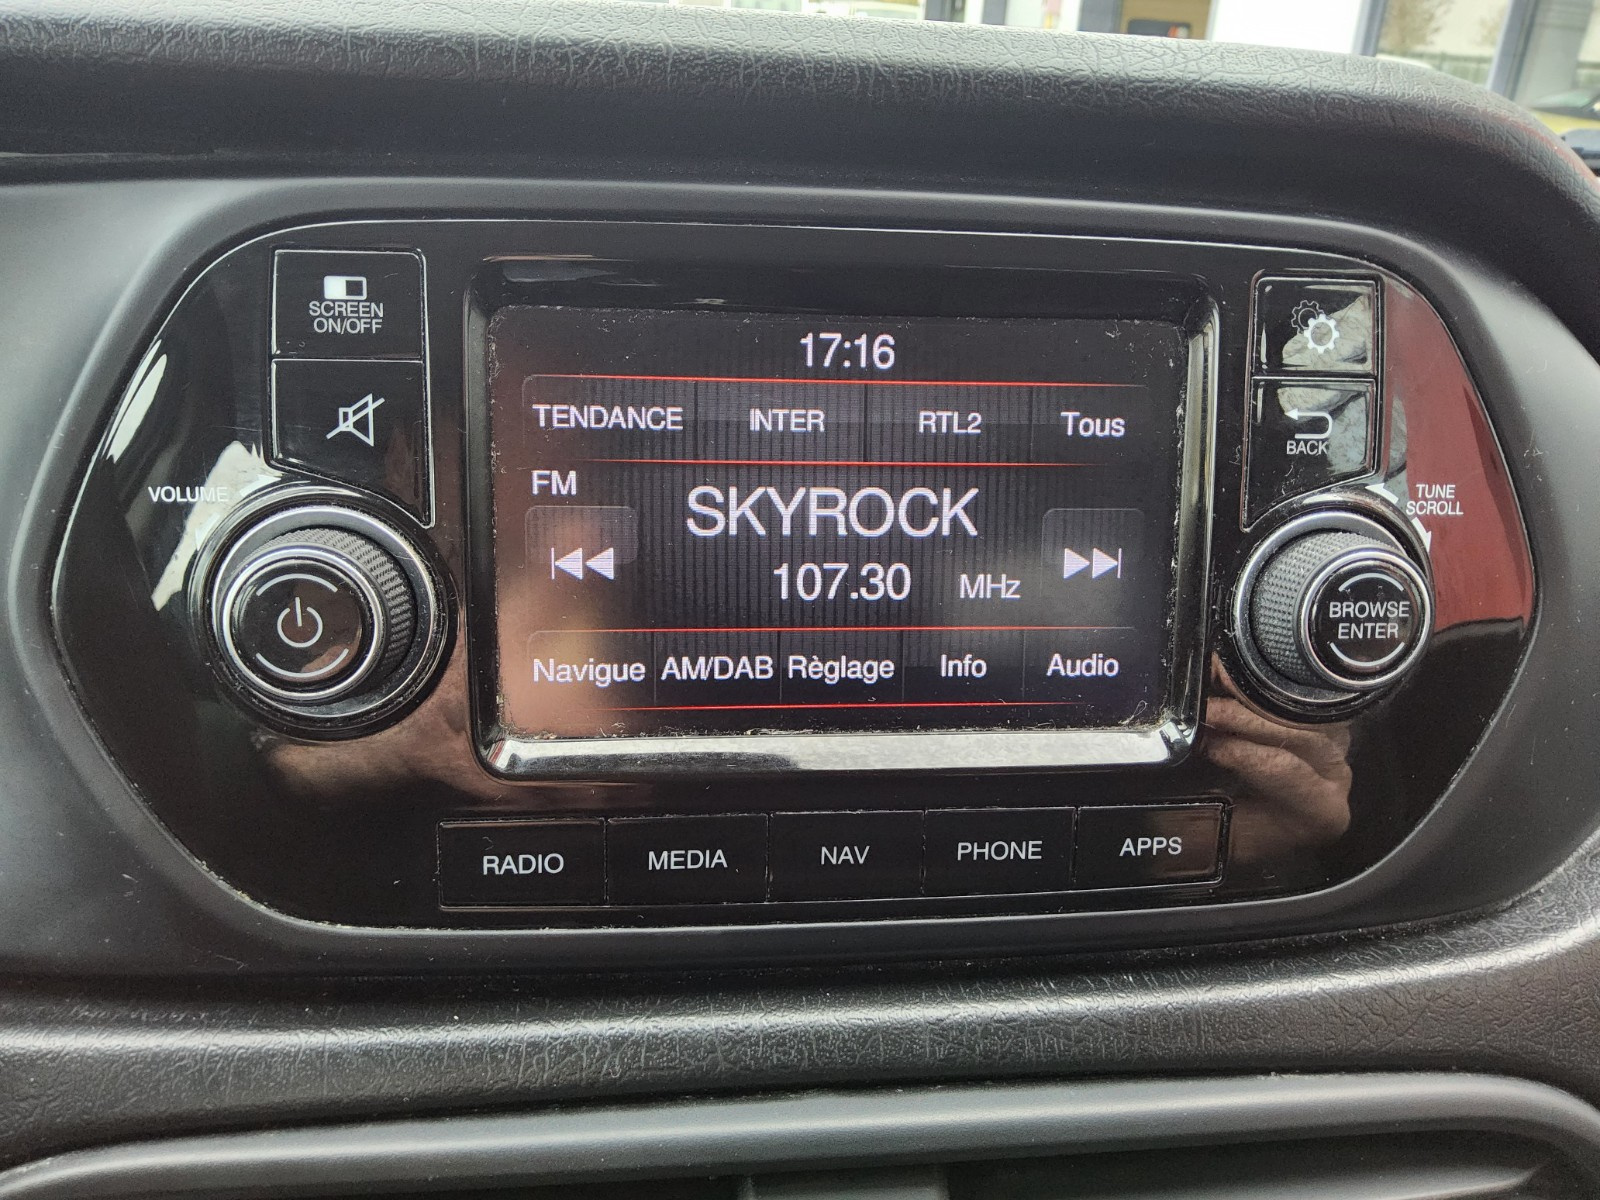 SCREEN
ON/OFF
VOLUME
17:16
TENDANCE INTER RTL2 Tous
FM
SKYROCK
107.30 MHz
Navigue AM/DAB Règlage Info Audio
BACK
TUNE
SCROLL
BROWSE
ENTER
RADIO MEDIA NAV PHONE APPS